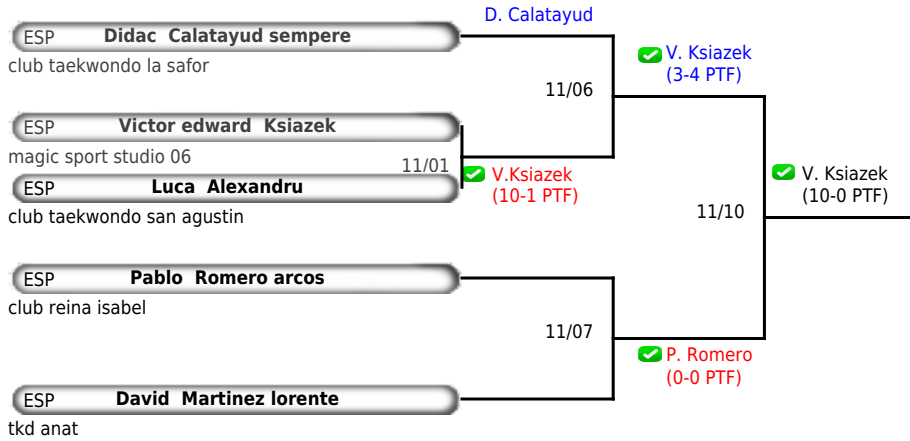 D. Calatayud
ESP Didac Calatayud sempere
club taekwondo la safor
V. Ksiazek
(3-4 PTF)
11/06
ESP Victor edward Ksiazek
magic sport studio 06
11/01
V.Ksiazek
(10-1 PTF)
V. Ksiazek
(10-0 PTF)
ESP Luca Alexandru
club taekwondo san agustin
11/10
ESP Pablo Romero arcos
club reina isabel
11/07
P. Romero
(0-0 PTF)
ESP David Martinez lorente
tkd anat